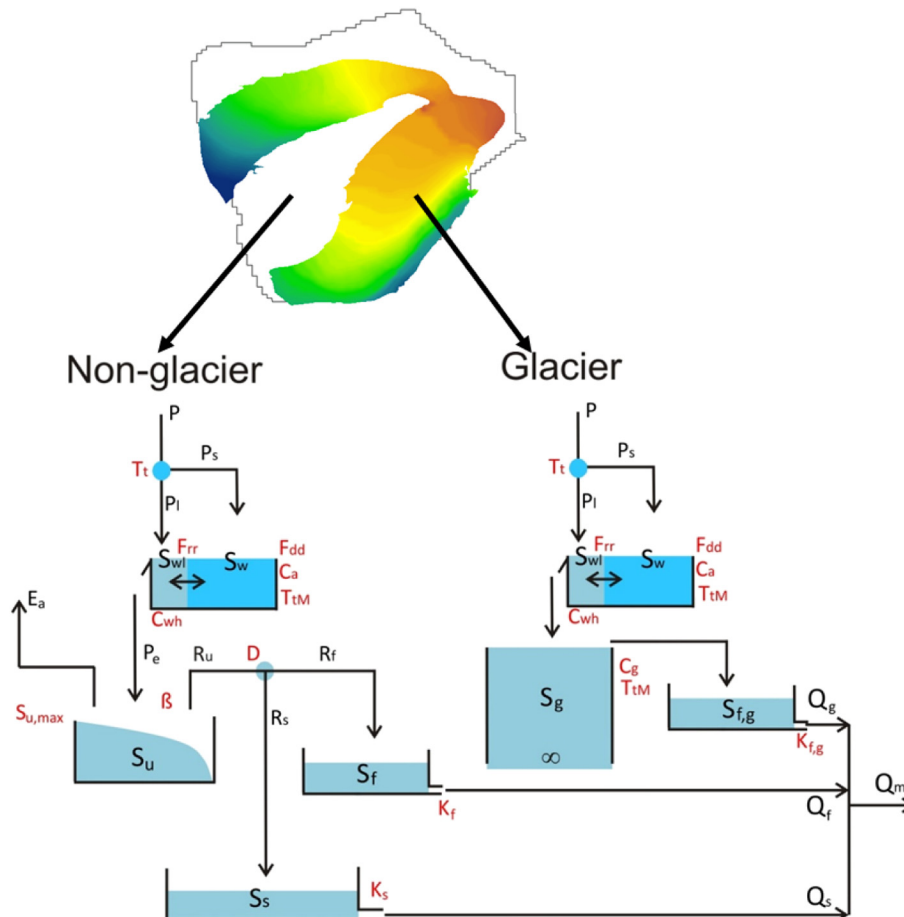 Non-glacier
Glacier
P
Ps
Tt
Pl
Frr
Fdd
Swl
Sw
Ca
TtM
Cwh
Ea
Pe
Ru
D
Rf
ß
Rs
Su,max
Su
Sf
Kf
Ss
Ks
P
Ps
Tt
Pl
Frr
Fdd
Swl
Sw
Ca
TtM
Cwh
Cg
TtM
Sg
∞
Sf,g
Qg
Kf,g
Qm
Qf
Qs